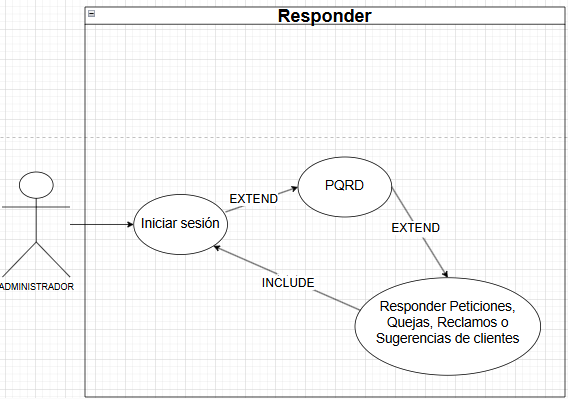 Responder
PQRD
EXTEND
Iniciar sesión
EXTEND
INCLUDE
ADMINISTRADOR
Responder Peticiones,
Quejas, Reclamos o
Sugerencias de clientes